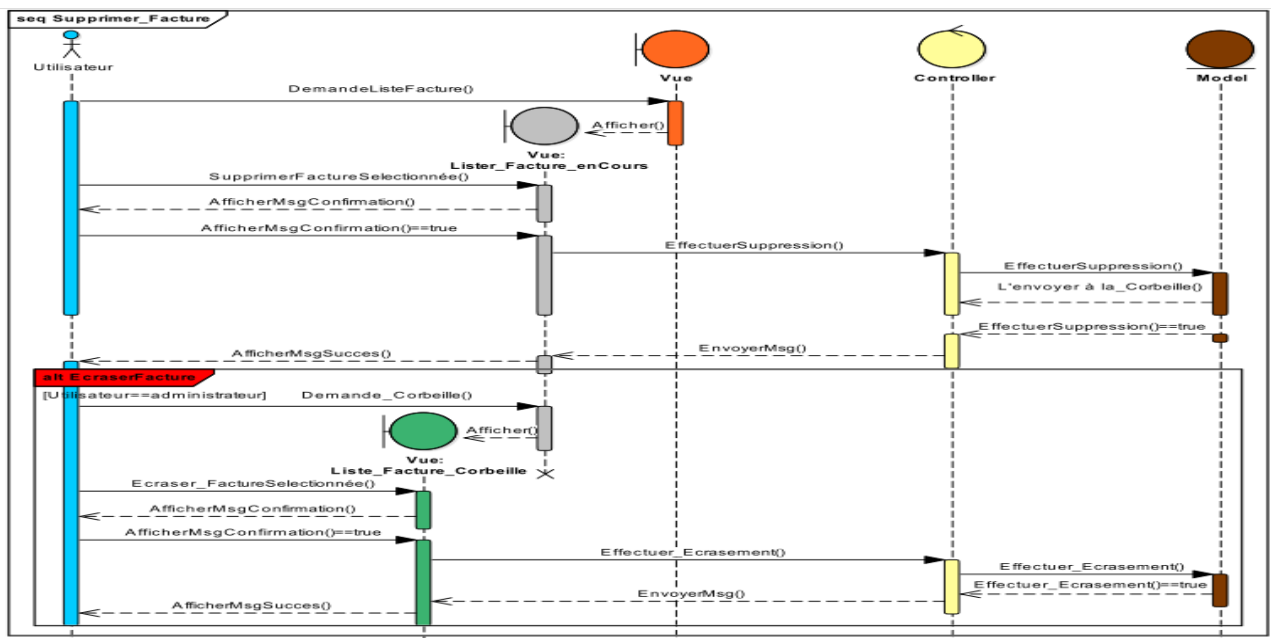 seq Supprimer_Facture
Utilisateur
Vue
Controller
Model
DemandeListeFacture()
Afficher()
Vue:
Lister_Facture_enCours
SupprimerFactureSelectionnée()
AfficherMsgConfirmation()
AfficherMsgConfirmation()==true
EffectuerSuppression()
EffectuerSuppression()
L'envoyer à la_Corbeille()
EffectuerSuppression()==true
EnvoyerMsg()
AfficherMsgSucces()
alt EcraserFacture
[Utilisateur==administrateur]
Demande_Corbeille()
Afficher()
Vue:
Liste_Facture_Corbeille
Ecraser_FactureSelectionnée()
AfficherMsgConfirmation()
AfficherMsgConfirmation()==true
Effectuer_Ecrasement()
Effectuer_Ecrasement()
Effectuer_Ecrasement()==true
EnvoyerMsg()
AfficherMsgSucces()